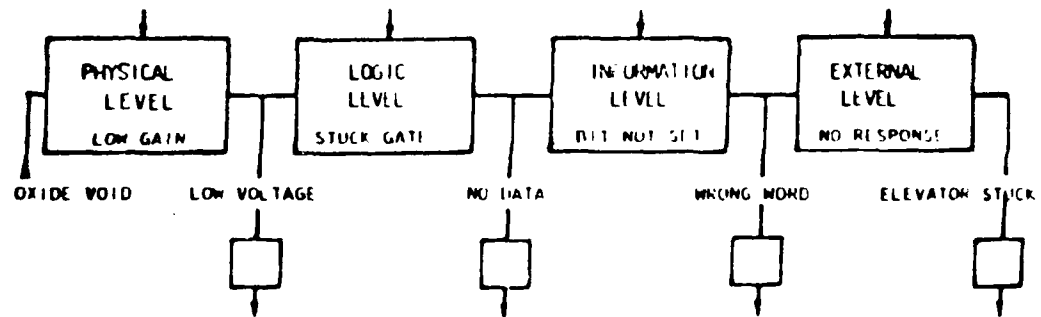 PHYSICAL LEVEL
LOW GAIN
LOGIC LEVEL
STUCK GATE
INFORMATION LEVEL
BIT NOT SET
EXTERNAL LEVEL
NO RESPONSE
OXIDE VOID
LOW VOLTAGE
NO DATA
WRONG WORD
ELEVATOR STUCK